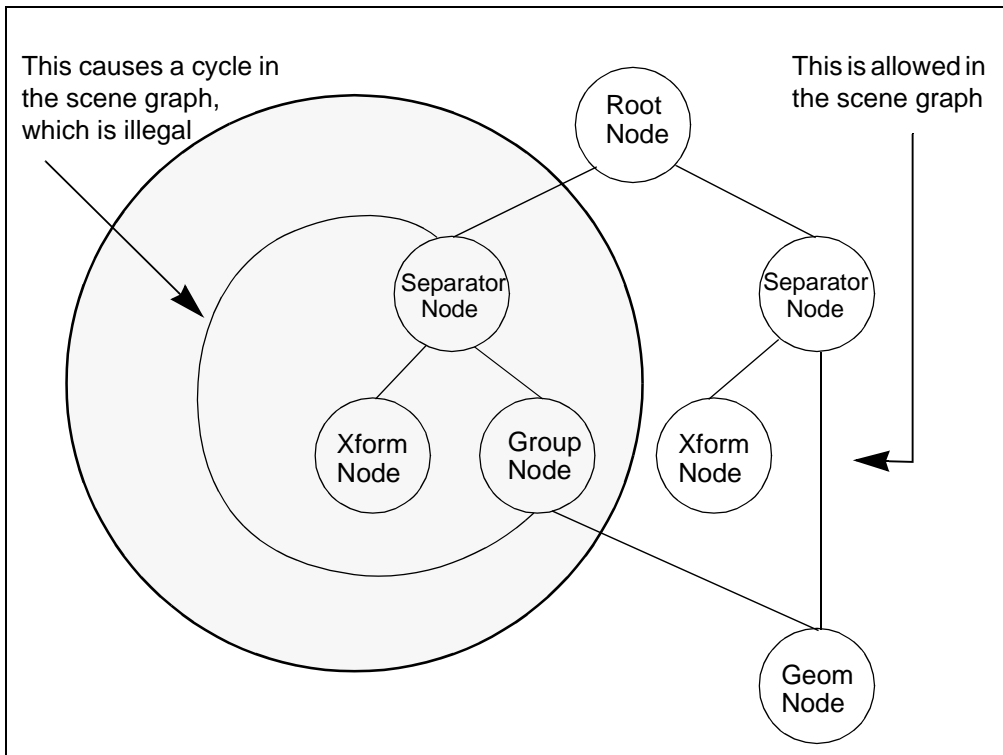 This causes a cycle in
the scene graph,
which is illegal
This is allowed in
the scene graph
Root
Node
Separator
Node
Separator
Node
Xform
Node
Group
Node
Xform
Node
Geom
Node